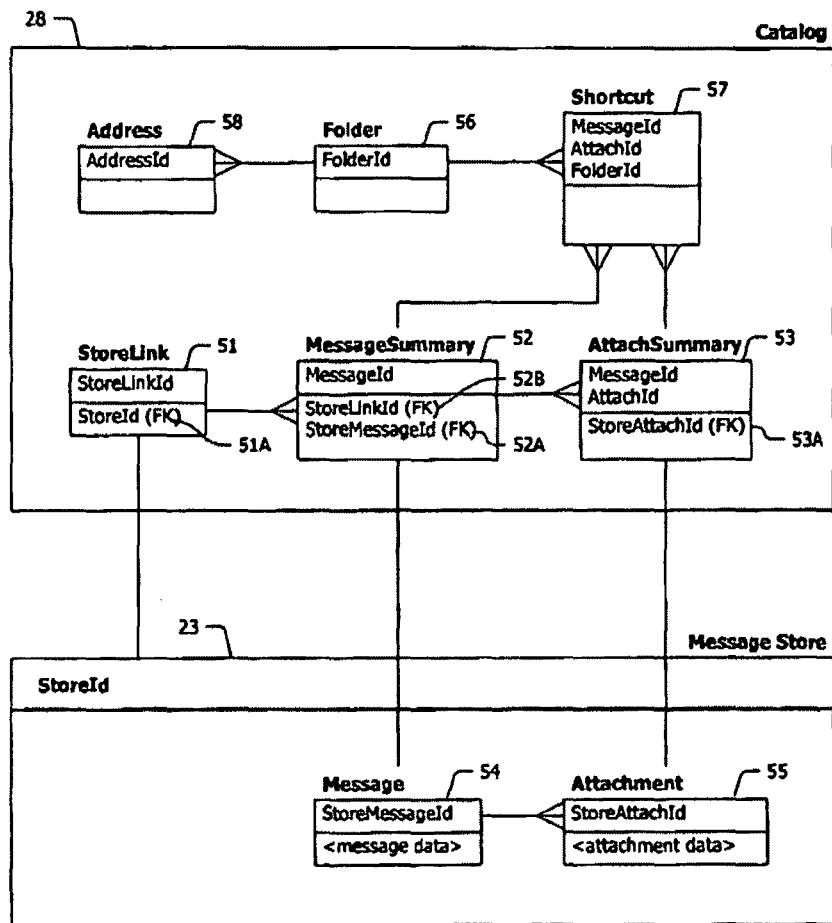 28
Catalog
Address
58
AddressId
Folder
56
FolderId
Shortcut
57
MessageId
AttachId
FolderId
StoreLink
51
StoreLinkId
StoreId (FK)
51A
MessageSummary
52
MessageId
52B
StoreLinkId (FK)
StoreMessageId (FK)
52A
AttachSummary
53
MessageId
AttachId
StoreAttachId (FK)
53A
23
Message Store
StoreId
Message
54
StoreMessageId
<message data>
Attachment
55
StoreAttachId
<attachment data>